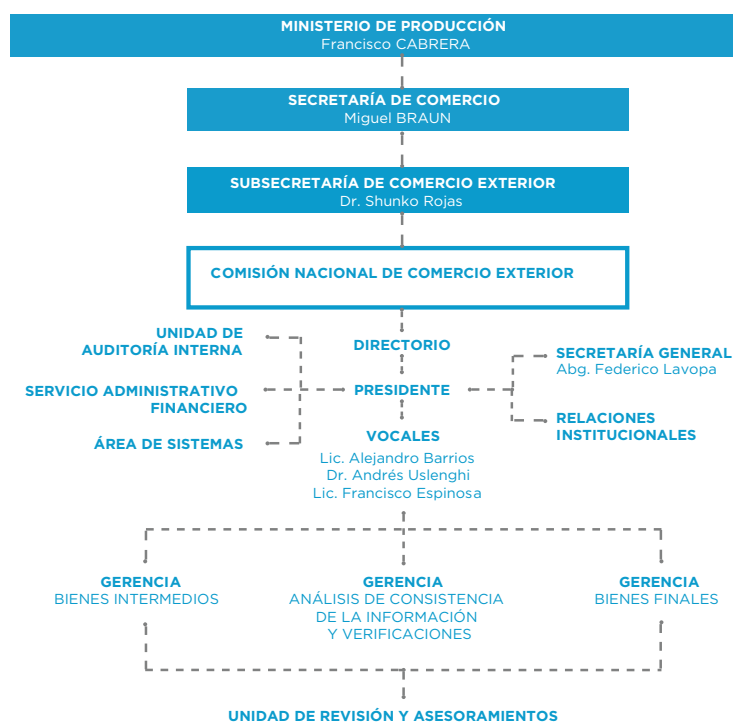 MINISTERIO DE PRODUCCIÓN
Francisco CABRERA
SECRETARÍA DE COMERCIO
Miguel BRAUN
SUBSECRETARÍA DE COMERCIO EXTERIOR
Dr. Shunko Rojas
COMISIÓN NACIONAL DE COMERCIO EXTERIOR
UNIDAD DE
AUDITORÍA INTERNA
SERVICIO ADMINISTRATIVO
FINANCIERO
ÁREA DE SISTEMAS
DIRECTORIO
PRESIDENTE
VOCALES
Lic. Alejandro Barrios
Dr. Andrés Uslenghi
Lic. Francisco Espinosa
SECRETARÍA GENERAL
Abg. Federico Lavopa
RELACIONES
INSTITUCIONALES
GERENCIA
BIENES INTERMEDIOS
GERENCIA
ANÁLISIS DE CONSISTENCIA
DE LA INFORMACIÓN
Y VERIFICACIONES
GERENCIA
BIENES FINALES
UNIDAD DE REVISIÓN Y ASESORAMIENTOS